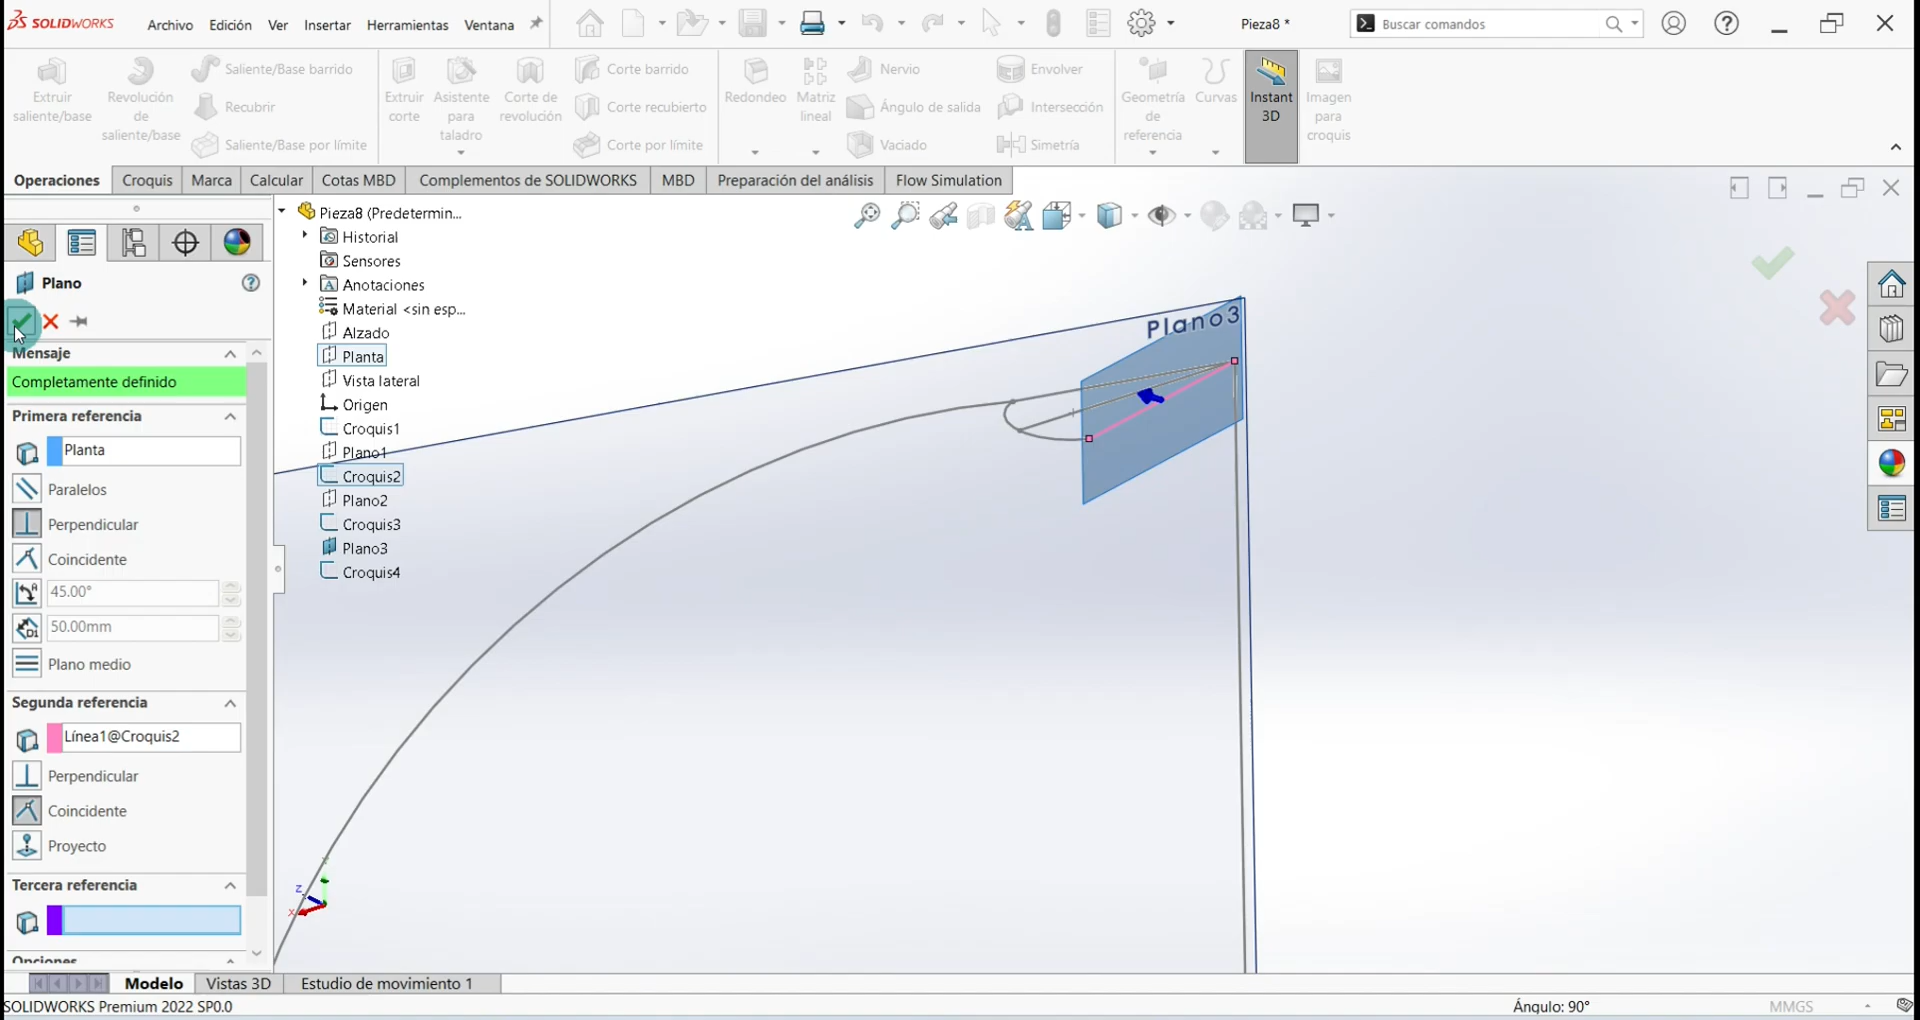 SOLIDWORKS Archivo Edición Ver Insertar Herramientas Ventana Pieza8 * Buscar comandos
Extruir saliente/base
Revolución de saliente/base
Saliente/Base barrido
Recubrir
Saliente/Base por límite
Extruir corte
Asistente para taladro
Corte de revolución
Corte barrido
Corte recubierto
Corte por límite
Redondeo
Matriz lineal
Nervio
Ángulo de salida
Vaciado
Envolver
Intersección
Simetría
Geometría de referencia
Curvas
Instant 3D
Imagen para croquis
Operaciones Croquis Marca Calcular Cotas MBD Complementos de SOLIDWORKS MBD Preparación del análisis Flow Simulation
Plano
Mensaje
Completamente definido
Primera referencia
Planta
Paralelos
Perpendicular
Coincidente
45.00°
50.00mm
Plano medio
Segunda referencia
Línea1@Croquis2
Perpendicular
Coincidente
Proyecto
Tercera referencia
Opciones
Pieza8 (Predetermin...
Historial
Sensores
Anotaciones
Material <sin esp...
Alzado
Planta
Vista lateral
Origen
Croquis1
Plano1
Croquis2
Plano2
Croquis3
Plano3
Croquis4
Plano3
Z
X
Y
Modelo Vistas 3D Estudio de movimiento 1
SOLIDWORKS Premium 2022 SP0.0 Ángulo: 90° MMGS